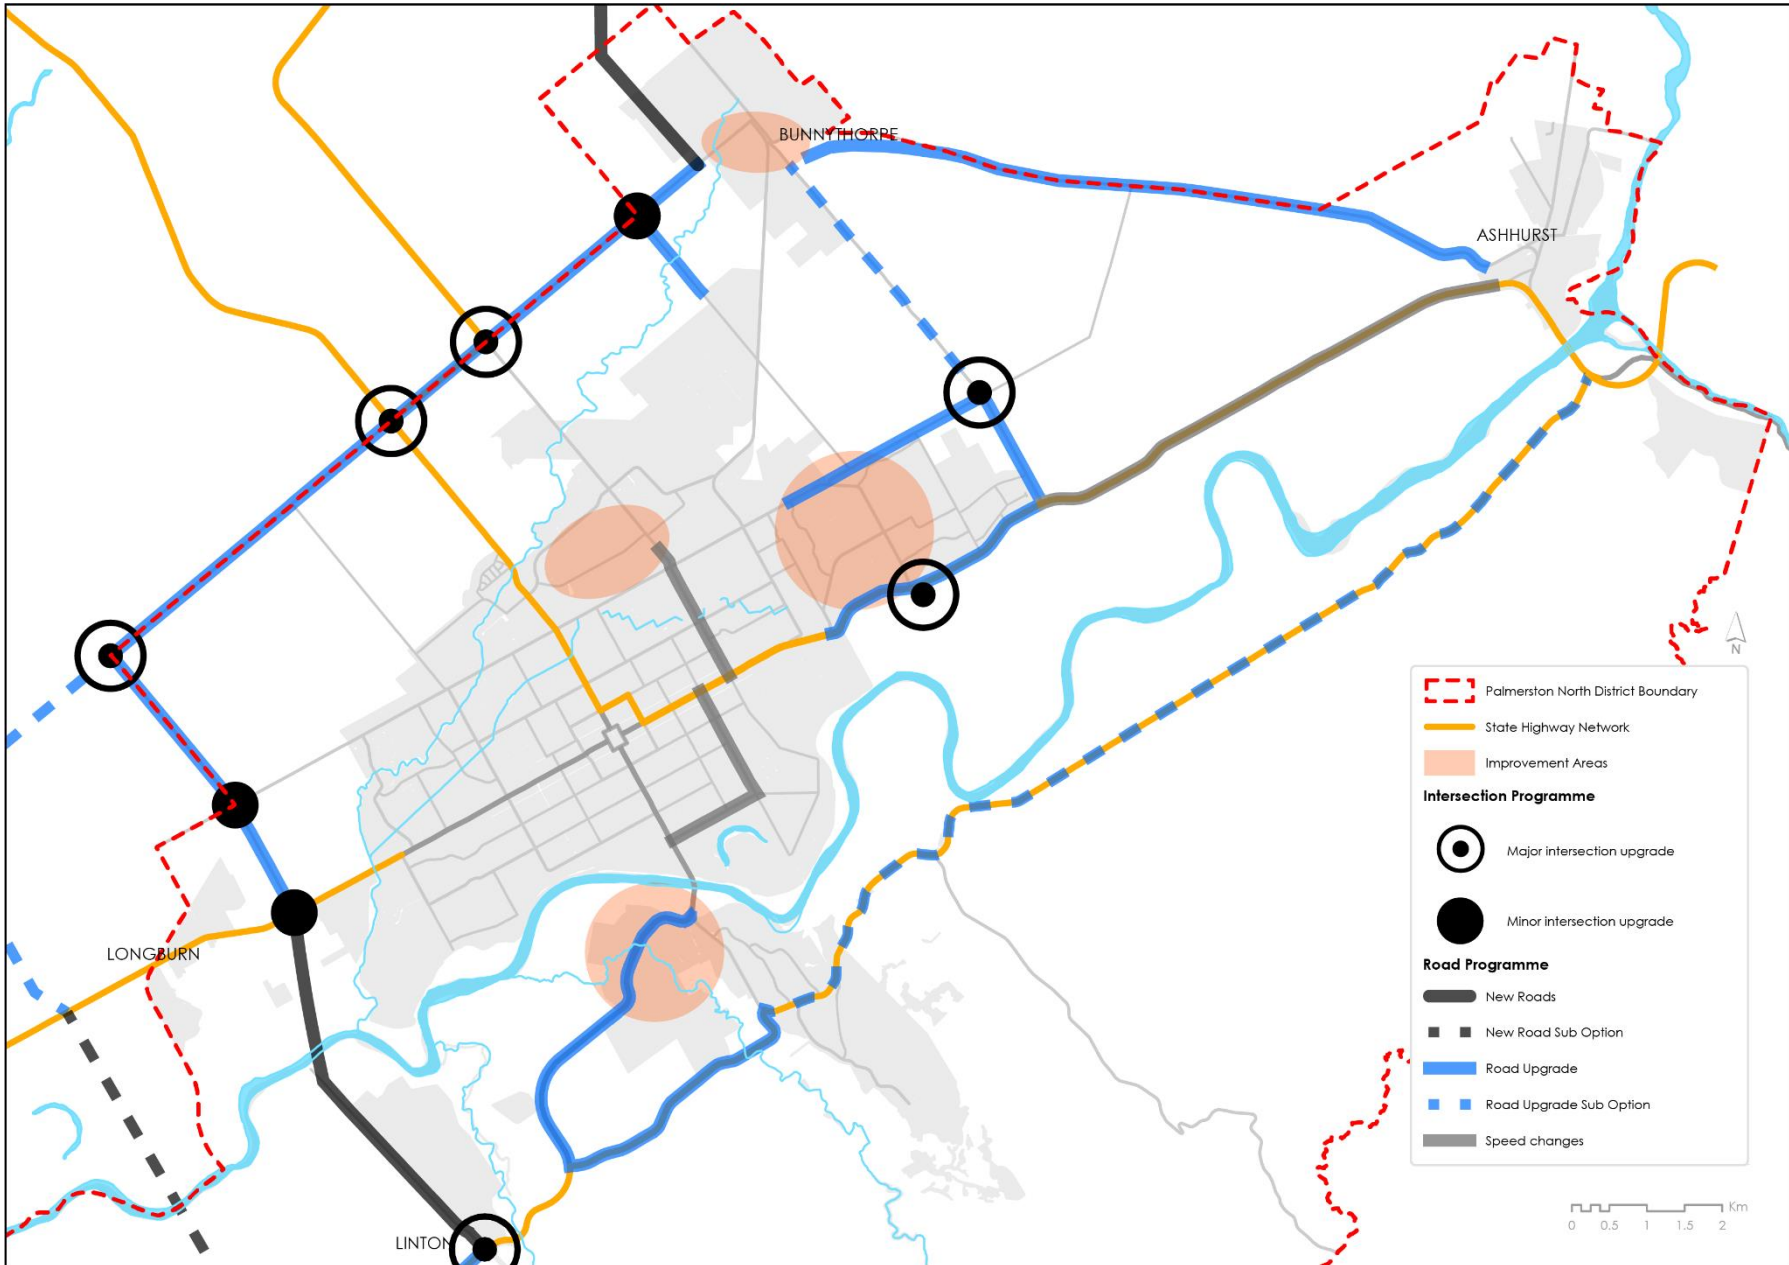 BUNNYTHORPE
ASHHURST
N
Palmerston North District Boundary
State Highway Network
Improvement Areas
Intersection Programme
Major intersection upgrade
Minor intersection upgrade
LONGBURN
Road Programme
New Roads
New Road Sub Option
Road Upgrade
Road Upgrade Sub Option
Speed changes
Km
0 0.5 1 1.5 2
LINTON